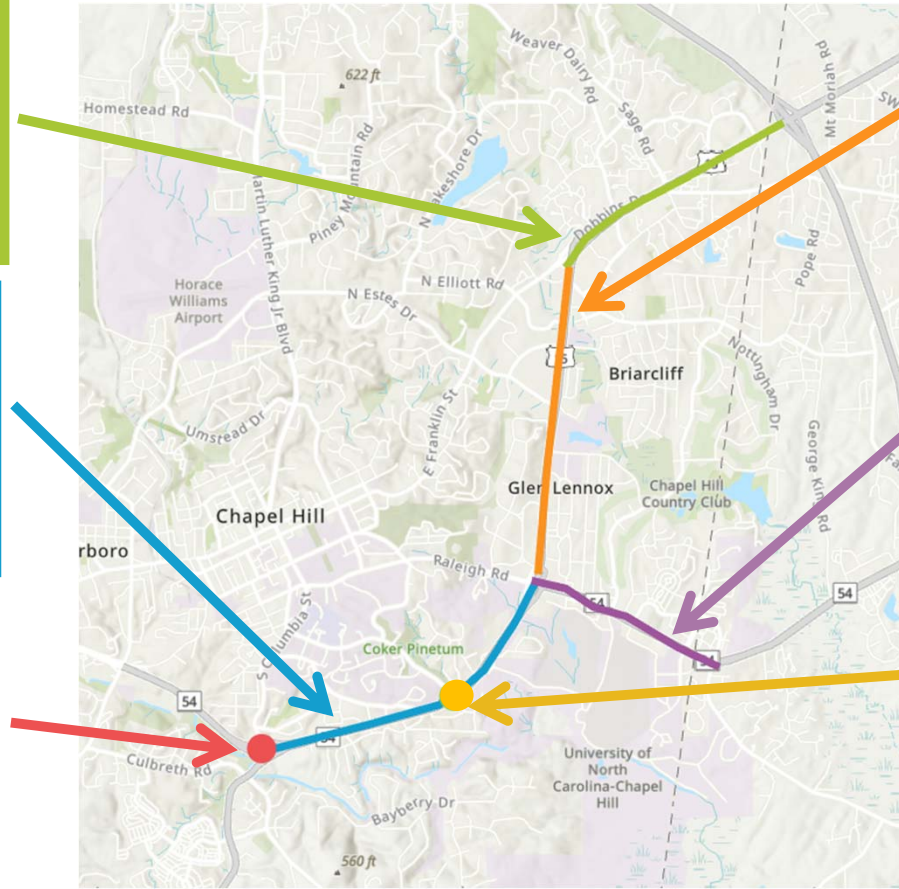 Weaver Dairy Rd
622 ft
Mt Moriah Rd
SW
Homestead Rd
Sage Rd
Piney Mountain Rd
N Lakeshore Dr
Martin Luther King Jr Blvd
Dobbins Dr
Pope Rd
Horace
Williams
Airport
N Elliott Rd
N Estes Dr
15
Briarcliff
Nottingham Dr
Umstead Dr
E Franklin St
George King Rd
Glen Lennox
Chapel Hill
Country Club
Chapel Hill
rboro
Raleigh Rd
54
54
S Columbia St
Coker Pinetum
54
54
54
Culbreth Rd
University of
North
Carolina-Chapel
Hill
Bayberry Dr
560 ft